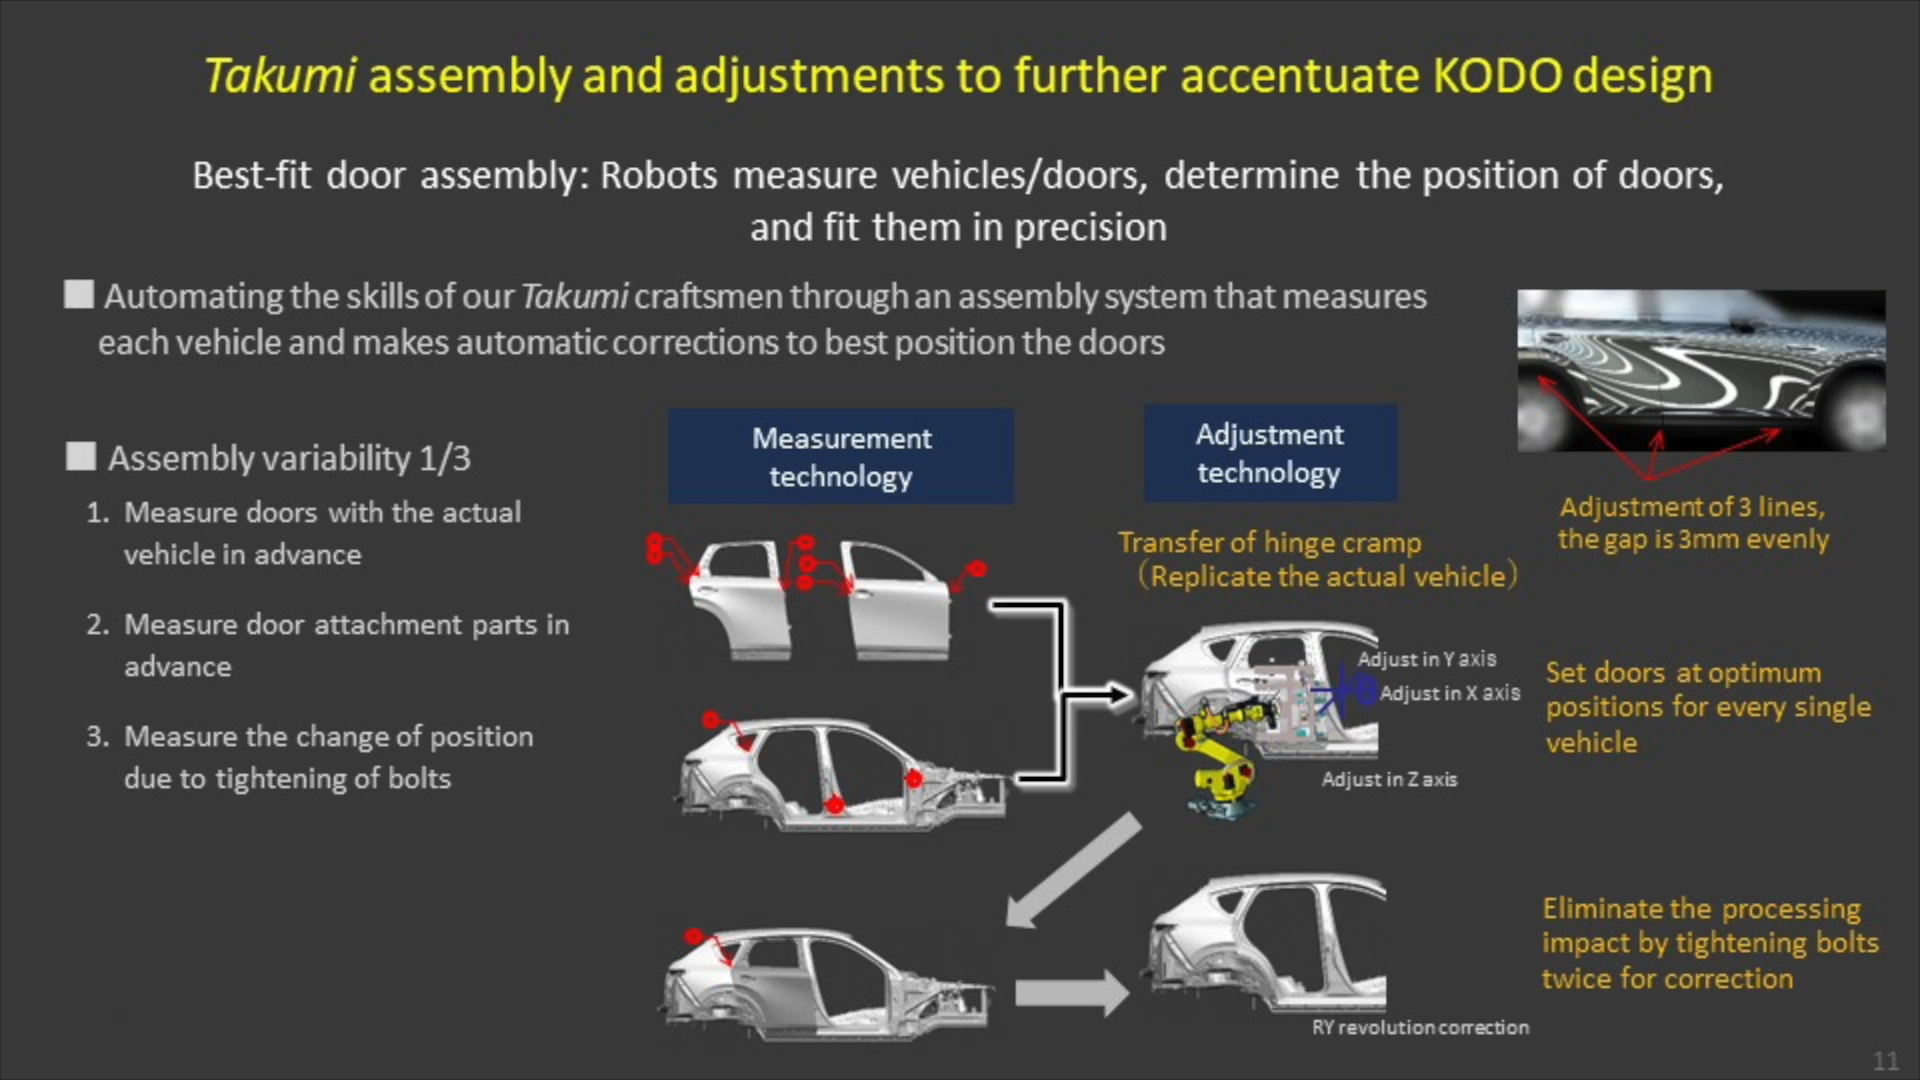 Takumi assembly and adjustments to further accentuate KODO design
Best-fit door assembly: Robots measure vehicles/doors, determine the position of doors,
and fit them in precision
Automating the skills of our Takumi craftsmen through an assembly system that measures
each vehicle and makes automatic corrections to best position the doors
Assembly variability 1/3
1. Measure doors with the actual
vehicle in advance
2. Measure door attachment parts in
advance
3. Measure the change of position
due to tightening of bolts
Measurement
technology
Adjustment
technology
Transfer of hinge cramp
(Replicate the actual vehicle)
Adjust in Y axis
Adjust in X axis
Adjust in Z axis
RY revolution correction
Adjustment of 3 lines,
the gap is 3mm evenly
Set doors at optimum
positions for every single
vehicle
Eliminate the processing
impact by tightening bolts
twice for correction
11